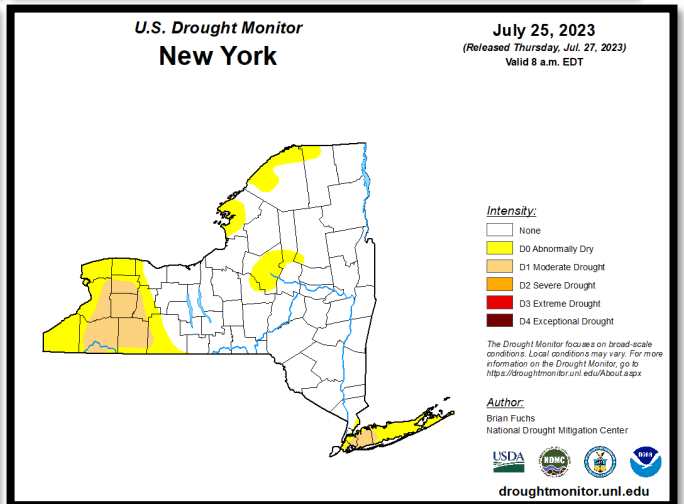 U.S. Drought Monitor
New York
July 25, 2023
(Released Thursday, Jul. 27, 2023)
Valid 8 a.m. EDT
Intensity:
None
D0 Abnormally Dry
D1 Moderate Drought
D2 Severe Drought
D3 Extreme Drought
D4 Exceptional Drought
The Drought Monitor focuses on broad-scale
conditions. Local conditions may vary. For more
information on the Drought Monitor, go to
https://droughtmonitor.unl.edu/About.aspx
Author:
Brian Fuchs
National Drought Mitigation Center
USDA
NDMC
NOAA
droughtmonitor.unl.edu